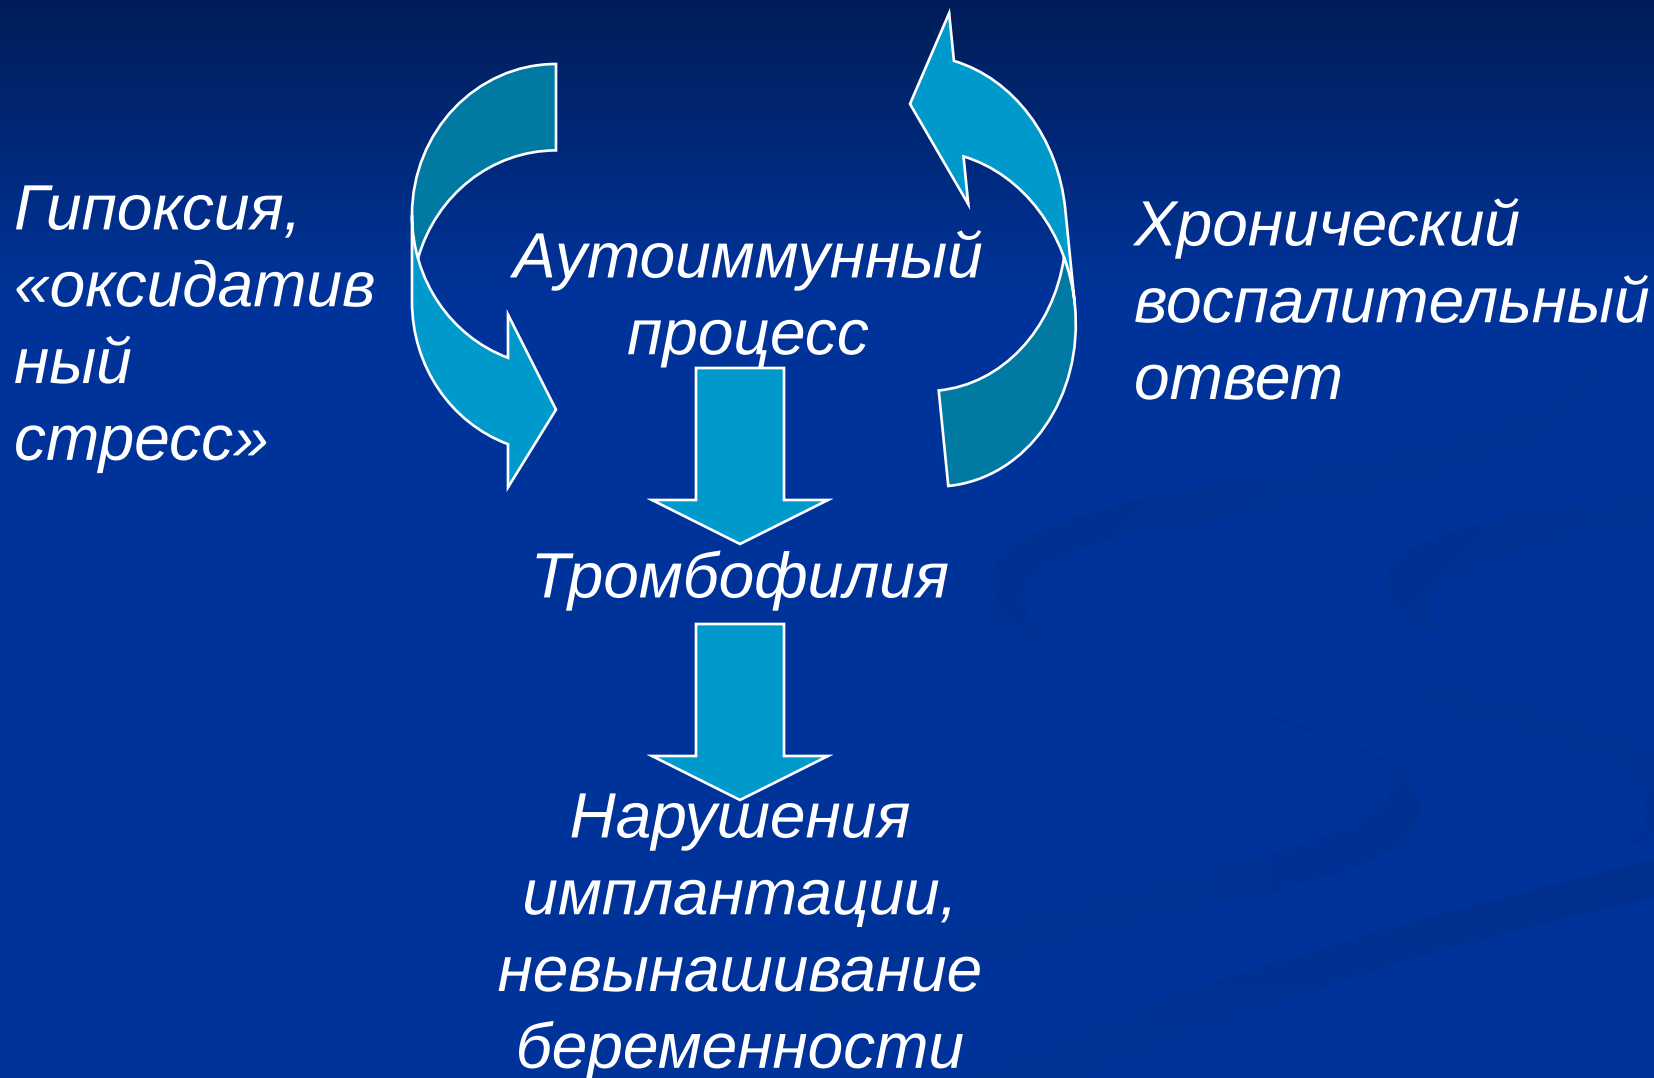 Гипоксия,
«оксидатив
ный
стресс»
Аутоиммунный
процесс
Хронический
воспалительный
ответ
Тромбофилия
Нарушения
имплантации,
невынашивание
беременности